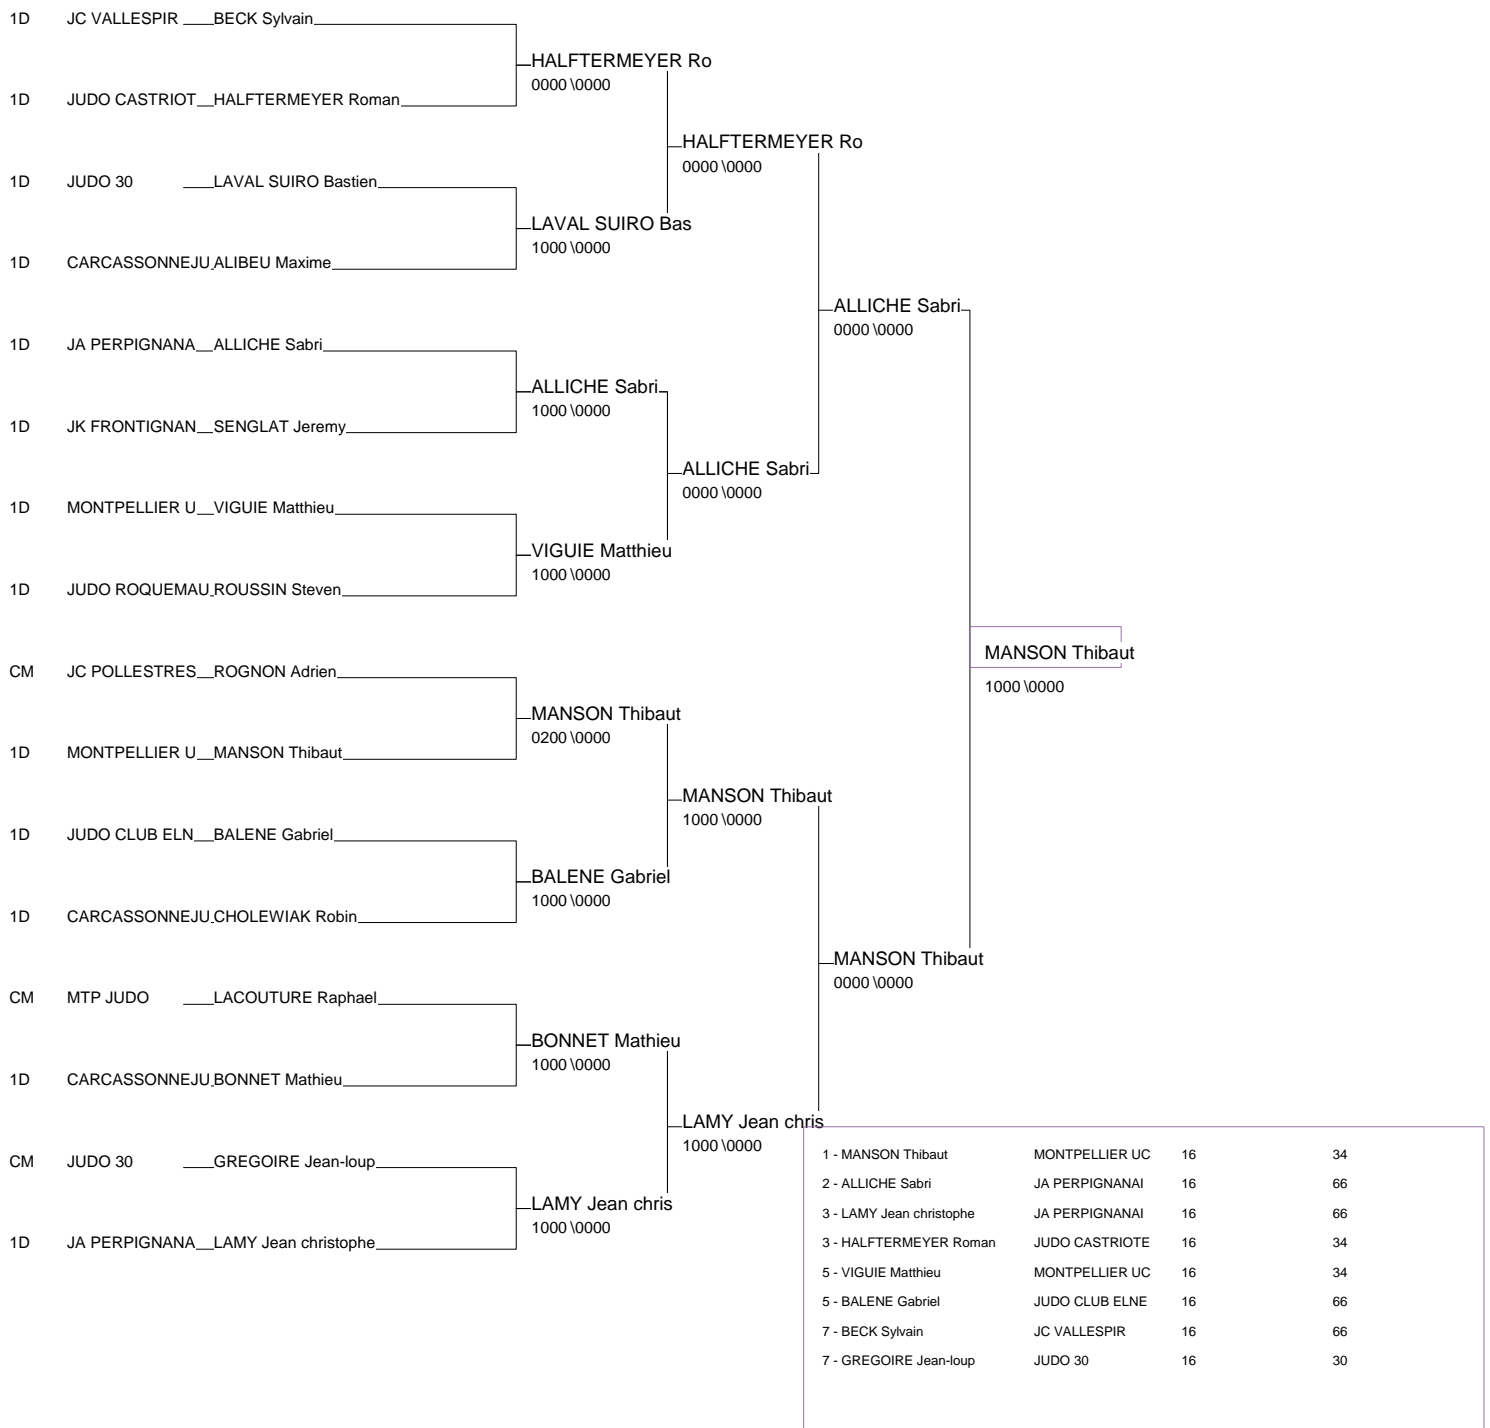 1D JC VALLESPIR BECK Sylvain
HALFTERMEYER Ro
0000 \0000
1D JUDO CASTRIOT HALFTERMEYER Roman
HALFTERMEYER Ro
0000 \0000
1D JUDO 30 LAVAL SUIRO Bastien
LAVAL SUIRO Bas
1000 \0000
1D CARCASSONNEJU ALIBEU Maxime
ALLICHE Sabri
0000 \0000
1D JA PERPIGNANA ALLICHE Sabri
ALLICHE Sabri
1000 \0000
1D JK FRONTIGNAN SENGLAT Jeremy
ALLICHE Sabri
0000 \0000
1D MONTPELLIER U VIGUIE Matthieu
VIGUIE Matthieu
1000 \0000
1D JUDO ROQUEMAU ROUSSIN Steven
MANSON Thibaut
1000 \0000
CM JC POLLESTRES ROGNON Adrien
MANSON Thibaut
0200 \0000
1D MONTPELLIER U MANSON Thibaut
MANSON Thibaut
1000 \0000
1D JUDO CLUB ELN BALENE Gabriel
BALENE Gabriel
1000 \0000
1D CARCASSONNEJU CHOLEWIAK Robin
MANSON Thibaut
0000 \0000
CM MTP JUDO LACOUTURE Raphael
BONNET Mathieu
1000 \0000
1D CARCASSONNEJU BONNET Mathieu
LAMY Jean chris
1000 \0000
CM JUDO 30 GREGOIRE Jean-loup
LAMY Jean chris
1000 \0000
1D JA PERPIGNANA LAMY Jean christophe
1 - MANSON Thibaut MONTPELLIER UC 16 34
2 - ALLICHE Sabri JA PERPIGNANAI 16 66
3 - LAMY Jean christophe JA PERPIGNANAI 16 66
3 - HALFTERMEYER Roman JUDO CASTRIOTE 16 34
5 - VIGUIE Matthieu MONTPELLIER UC 16 34
5 - BALENE Gabriel JUDO CLUB ELNE 16 66
7 - BECK Sylvain JC VALLESPIR 16 66
7 - GREGOIRE Jean-loup JUDO 30 16 30